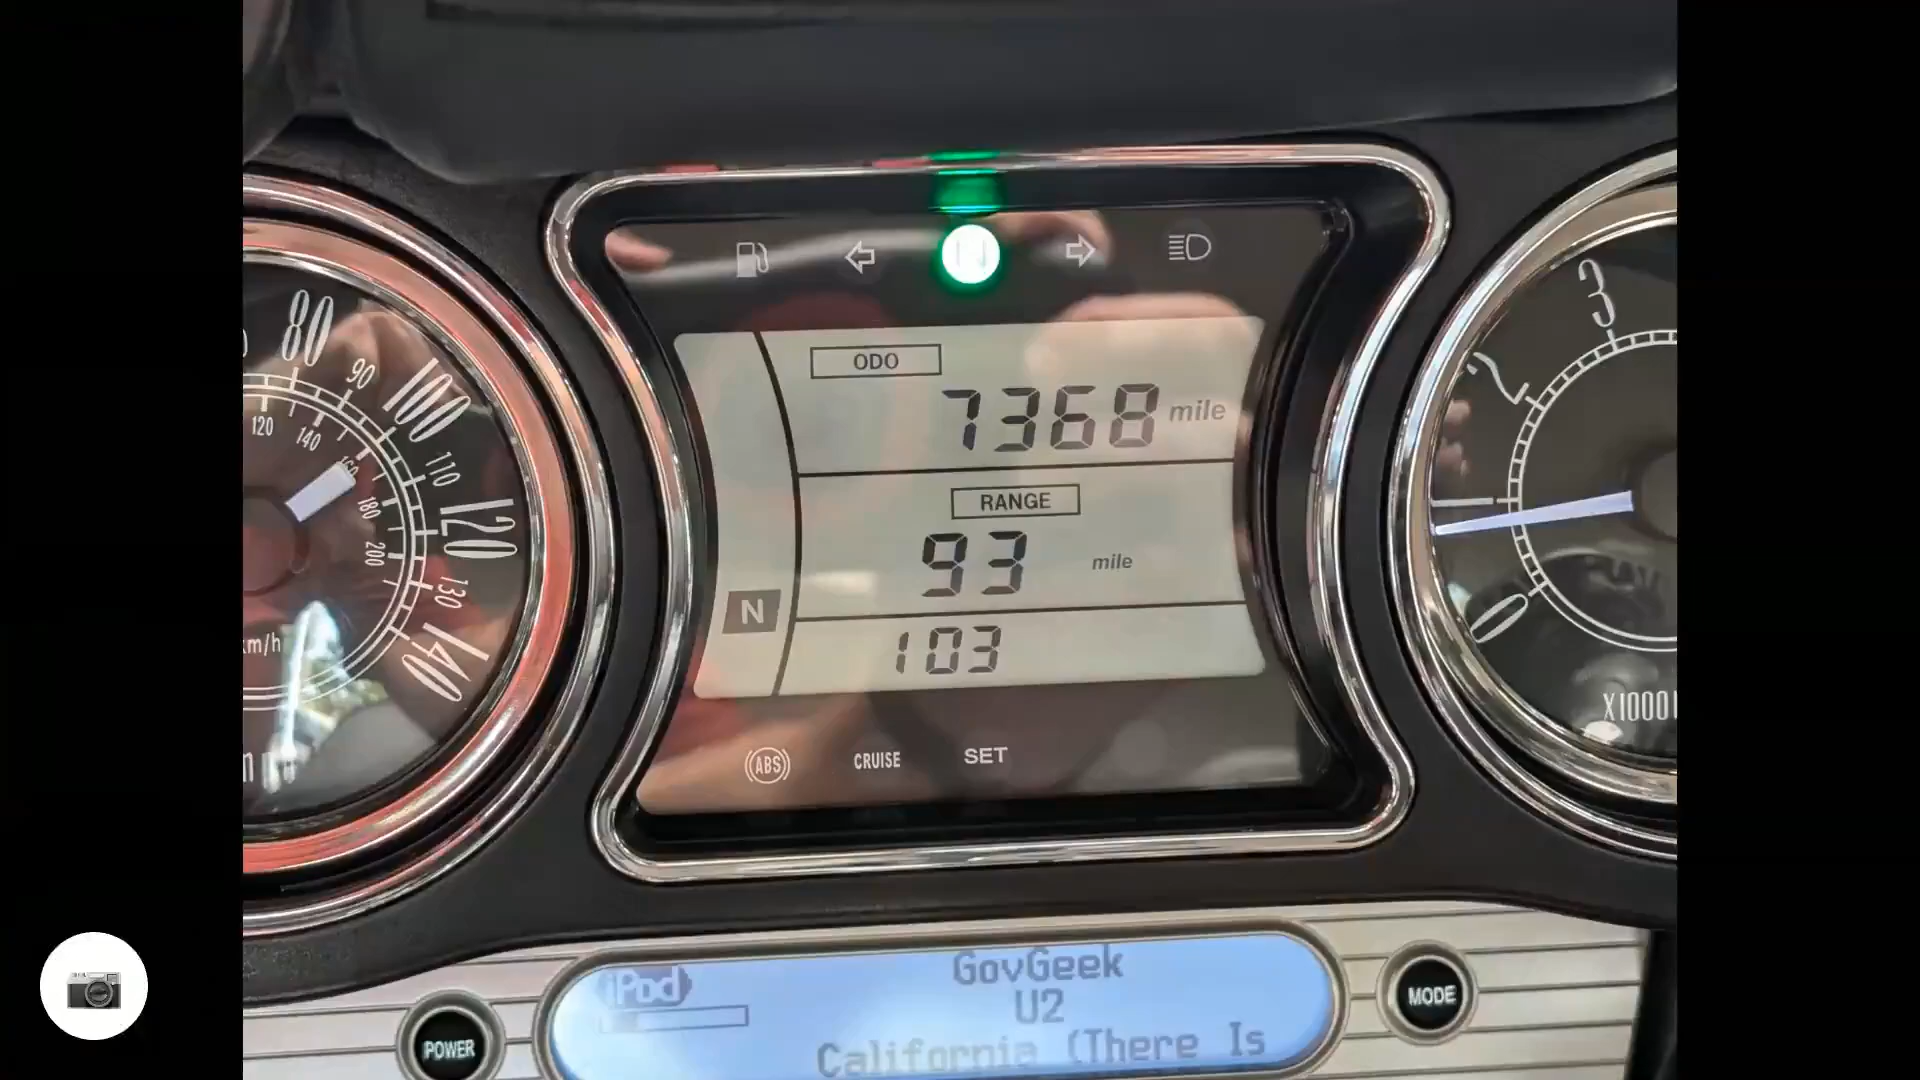 80
90
100
110
120
130
140
120
140
160
180
200
km/h
ODO
7368 mile
RANGE
93 mile
N
103
ABS
CRUISE
SET
3
2
0
X1000
iPod
GovGeek
U2
California (There Is
POWER
MODE